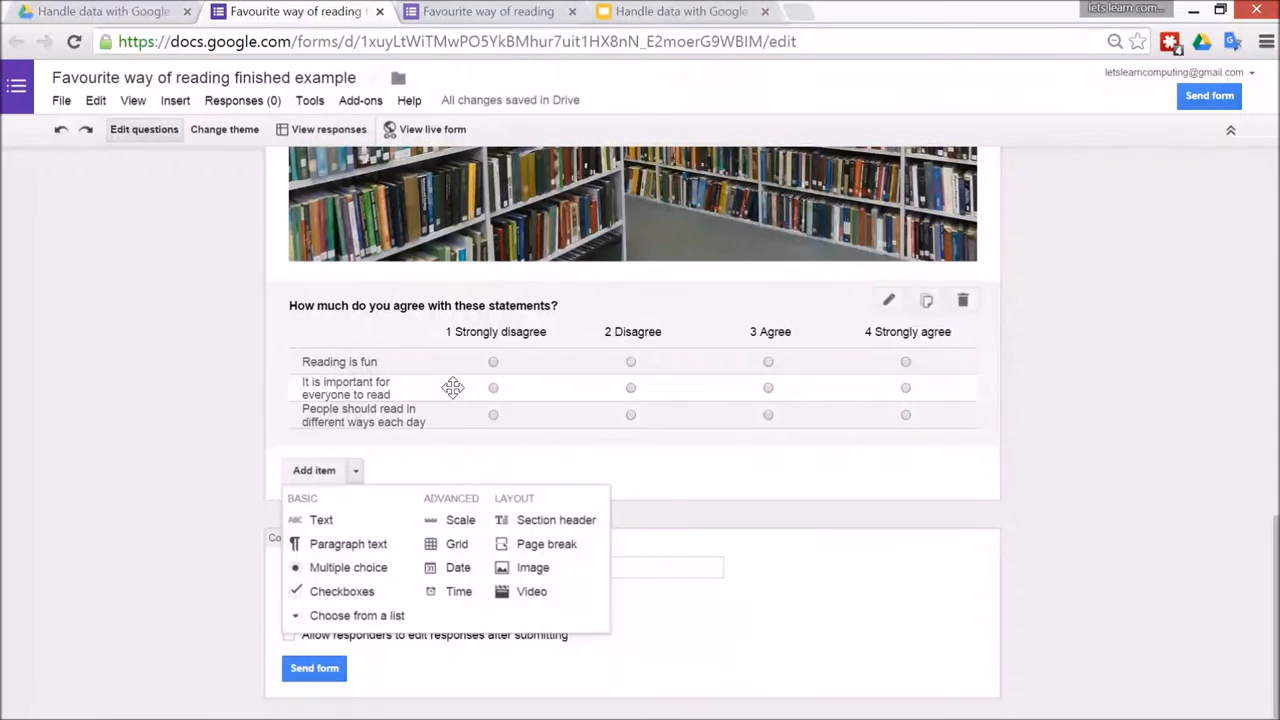 Handle data with Google
Favourite way of reading
Favourite way of reading
Handle data with Google
lets learn com...
https://docs.google.com/forms/d/1xuyLtWiTMwPO5YkBMhur7uit1HX8nN_E2moerG9WBIM/edit
Favourite way of reading finished example
letslearncomputing@gmail.com
File Edit View Insert Responses (0) Tools Add-ons Help All changes saved in Drive
Send form
Edit questions Change theme View responses View live form
How much do you agree with these statements?
1 Strongly disagree 2 Disagree 3 Agree 4 Strongly agree
Reading is fun
It is important for
everyone to read
People should read in
different ways each day
Add item
BASIC ADVANCED LAYOUT
ABC Text Scale Section header
Co
Paragraph text Grid Page break
Multiple choice Date Image
Checkboxes Time Video
Choose from a list
Allow responders to edit responses after submitting
Send form